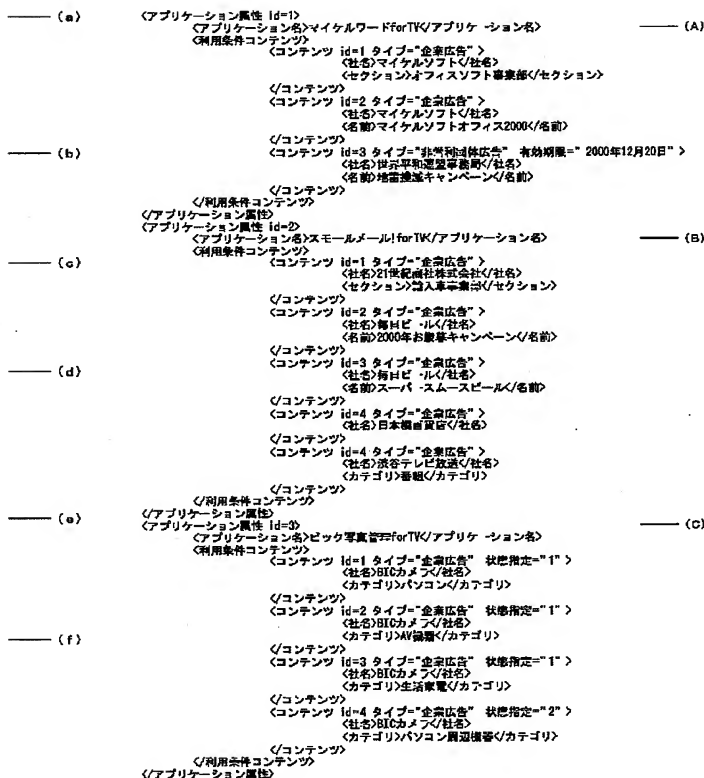 (a) <アプリケーション属性 id=1>
<アプリケーション名>マイケルワードforTV</アプリケーション名> (A)
<利用条件コンテンツ>
<コンテンツ id=1 タイプ="企業広告" >
<社名>マイケルソフト</社名>
<セクション>オフィスソフト事業部</セクション>
</コンテンツ>
<コンテンツ id=2 タイプ="企業広告" >
<社名>マイケルソフト</社名>
<名前>マイケルソフトオフィス2000</名前>
</コンテンツ>
(b) <コンテンツ id=3 タイプ="非営利団体広告" 有効期限=" 2000年12月20日" >
<社名>世界平和連盟事務局</社名>
<名前>地雷撲滅キャンペーン</名前>
</コンテンツ>
</利用条件コンテンツ>
</アプリケーション属性>
<アプリケーション属性 id=2>
<アプリケーション名>スモールメール!forTV</アプリケーション名> (B)
<利用条件コンテンツ>
(c) <コンテンツ id=1 タイプ="企業広告" >
<社名>21世紀商社株式会社</社名>
<セクション>輸入車事業部</セクション>
</コンテンツ>
<コンテンツ id=2 タイプ="企業広告" >
<社名>毎日ビール</社名>
<名前>2000年お歳暮キャンペーン</名前>
</コンテンツ>
(d) <コンテンツ id=3 タイプ="企業広告" >
<社名>毎日ビール</社名>
<名前>スーパースムースビール</名前>
</コンテンツ>
<コンテンツ id=4 タイプ="企業広告" >
<社名>日本橋百貨店</社名>
</コンテンツ>
<コンテンツ id=4 タイプ="企業広告" >
<社名>渋谷テレビ放送</社名>
<カテゴリ>番組</カテゴリ>
</コンテンツ>
</利用条件コンテンツ>
(e) </アプリケーション属性>
<アプリケーション属性 id=3> (C)
<アプリケーション名>ビック写真管理forTV</アプリケーション名>
<利用条件コンテンツ>
<コンテンツ id=1 タイプ="企業広告" 状態指定="1" >
<社名>BICカメラ</社名>
<カテゴリ>パソコン</カテゴリ>
</コンテンツ>
<コンテンツ id=2 タイプ="企業広告" 状態指定="1" >
<社名>BICカメラ</社名>
<カテゴリ>AV機器</カテゴリ>
(f) </コンテンツ>
<コンテンツ id=3 タイプ="企業広告" 状態指定="1" >
<社名>BICカメラ</社名>
<カテゴリ>生活家電</カテゴリ>
</コンテンツ>
<コンテンツ id=4 タイプ="企業広告" 状態指定="2" >
<社名>BICカメラ</社名>
<カテゴリ>パソコン周辺機器</カテゴリ>
</コンテンツ>
</利用条件コンテンツ>
</アプリケーション属性>